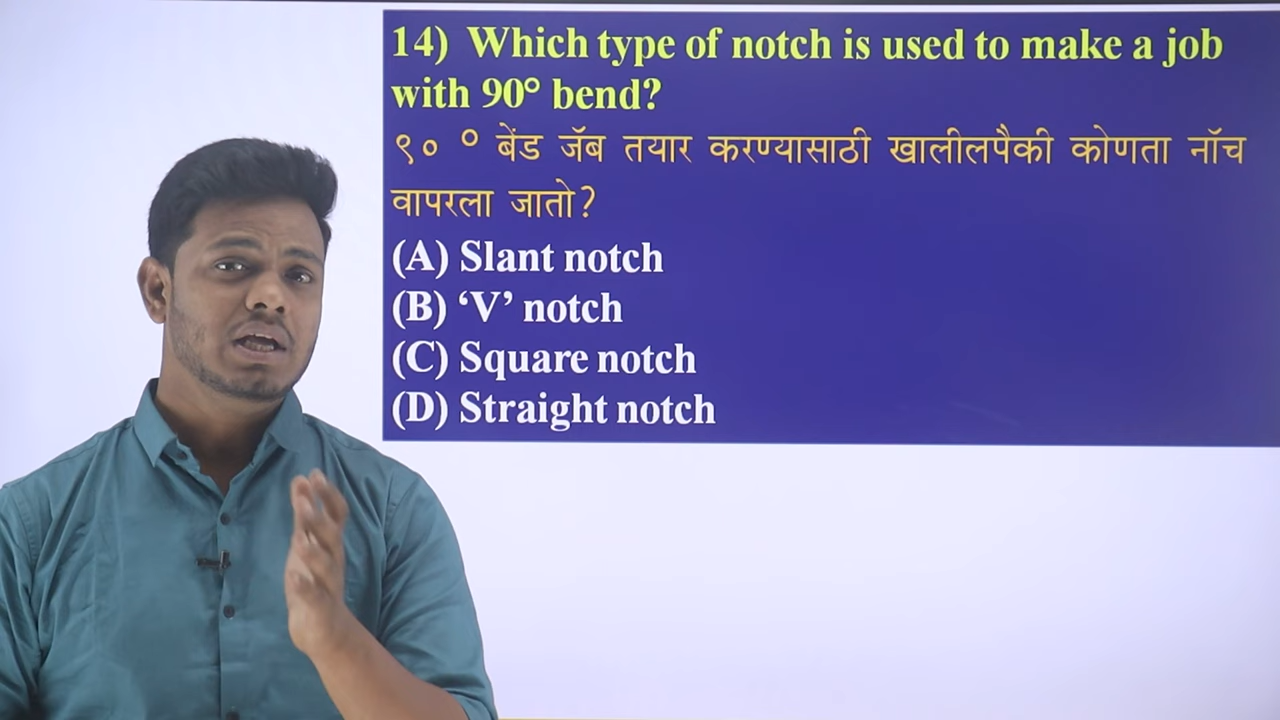 14) Which type of notch is used to make a job
with 90° bend?
९० ° बेंड जॅब तयार करण्यासाठी खालीलपैकी कोणता नॉच
वापरला जातो?
(A) Slant notch
(B) ‘V’ notch
(C) Square notch
(D) Straight notch